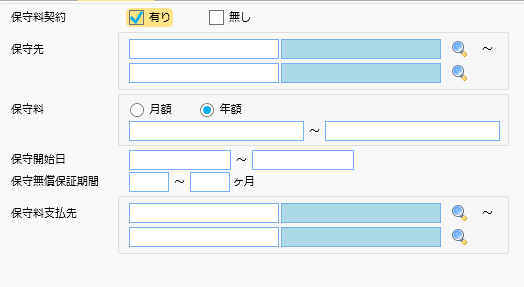 保守料契約 有り 無し
保守先 ～
保守料 月額 年額
～
保守開始日 ～
保守無償保証期間 ～ ヶ月
保守料支払先 ～